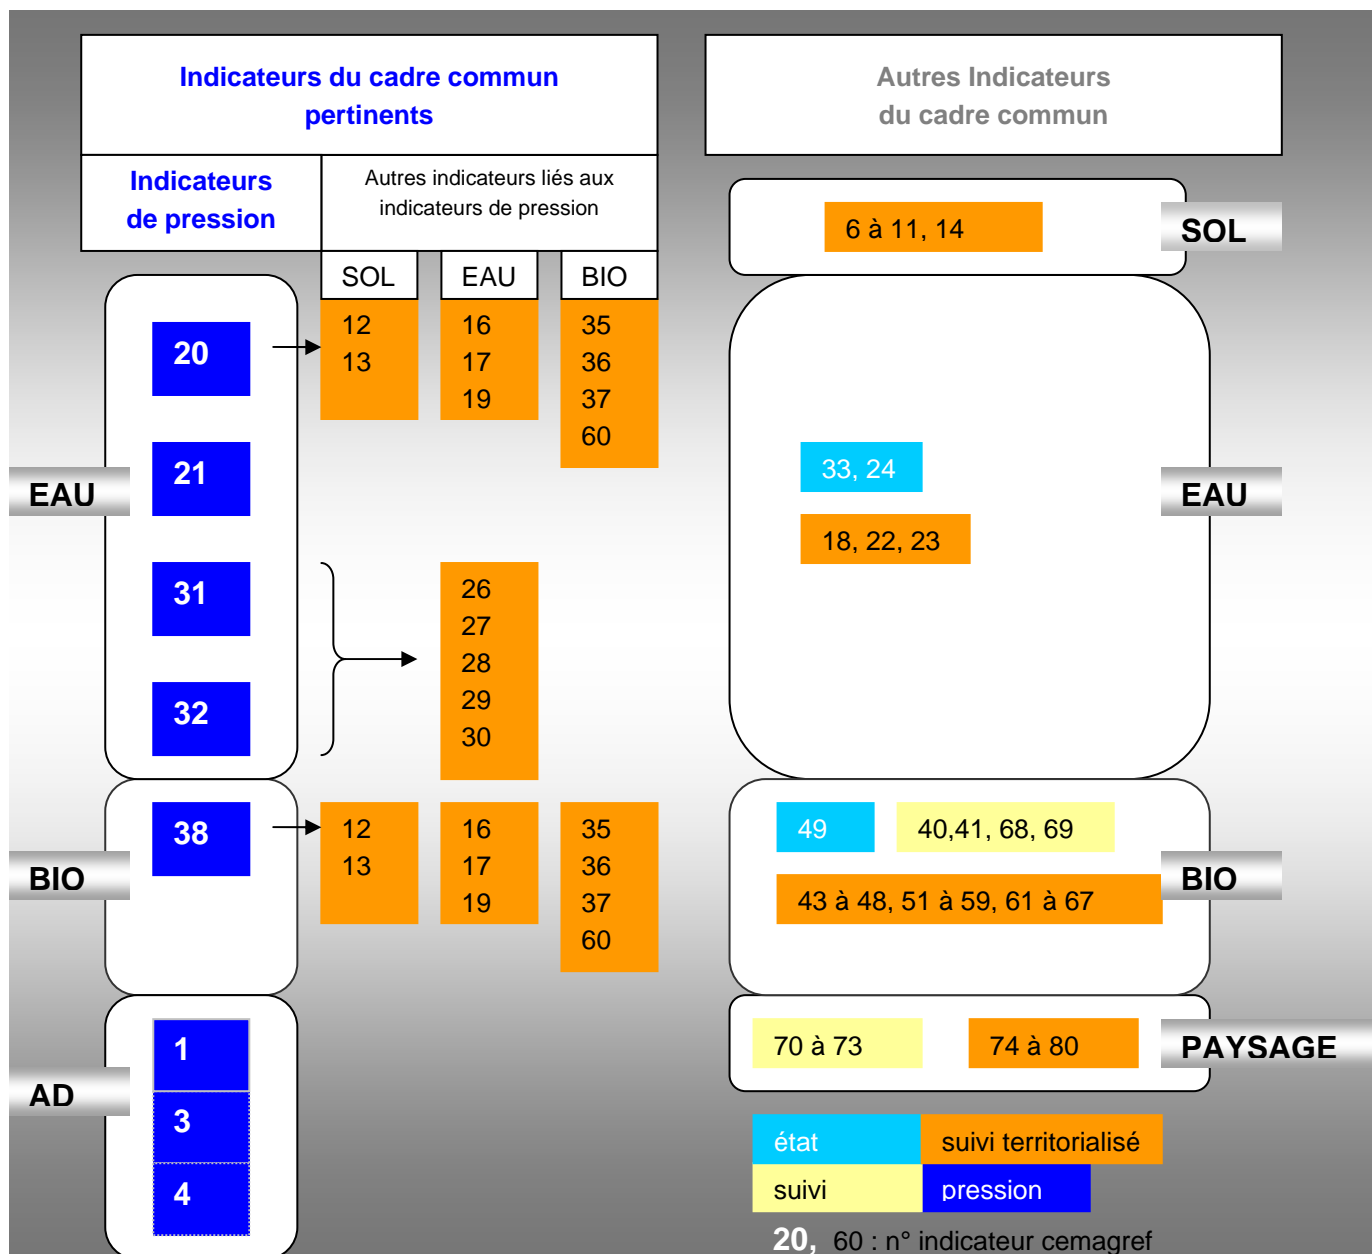 Indicateurs du cadre commun
pertinents
Indicateurs
de pression
Autres indicateurs liés aux
indicateurs de pression
SOL
EAU
BIO
EAU
20
12
13
16
17
19
35
36
37
60
21
31
32
26
27
28
29
30
BIO
38
12
13
16
17
19
35
36
37
60
AD
1
3
4
Autres Indicateurs
du cadre commun
6 à 11, 14
SOL
33, 24
18, 22, 23
EAU
49
40,41, 68, 69
43 à 48, 51 à 59, 61 à 67
BIO
70 à 73
74 à 80
PAYSAGE
état
suivi territorialisé
suivi
pression
20, 60 : n° indicateur cemagref